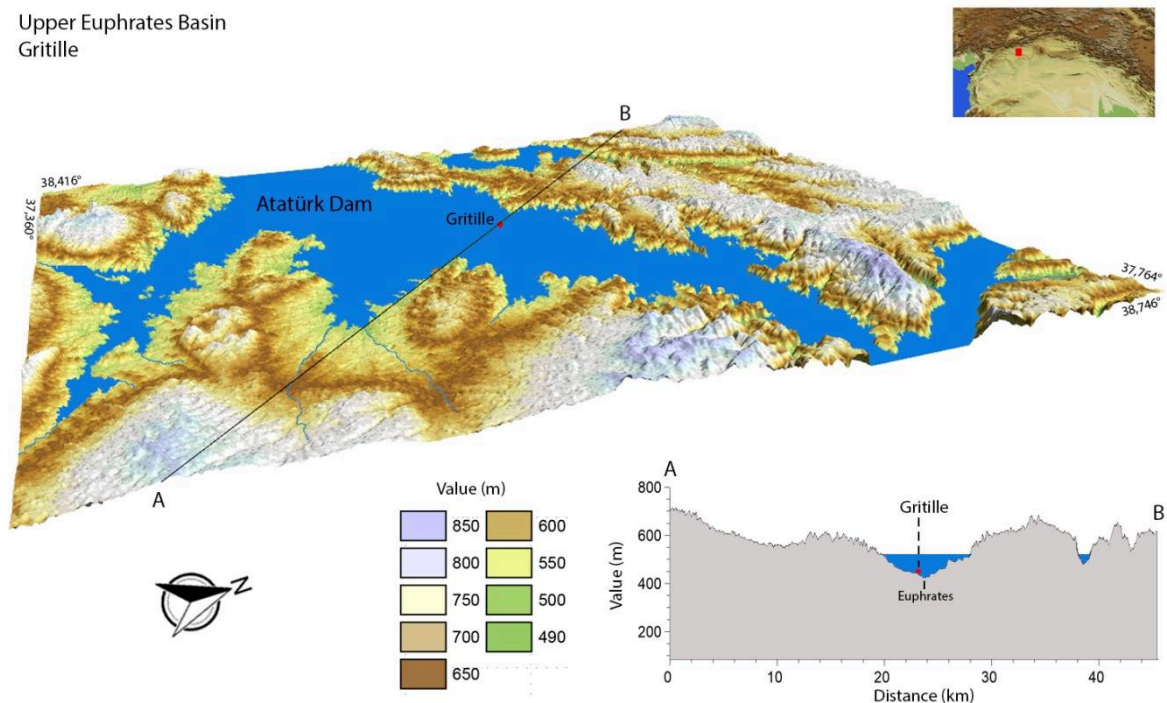 Upper Euphrates Basin
Gritille
B
38,416°
37,360°
Atatürk Dam
Gritille
37,764°
38,746°
A
N
Value (m)
850
800
750
700
650
600
550
500
490
A
B
800
600
400
200
Value (m)
Gritille
Euphrates
0
10
20
30
40
Distance (km)